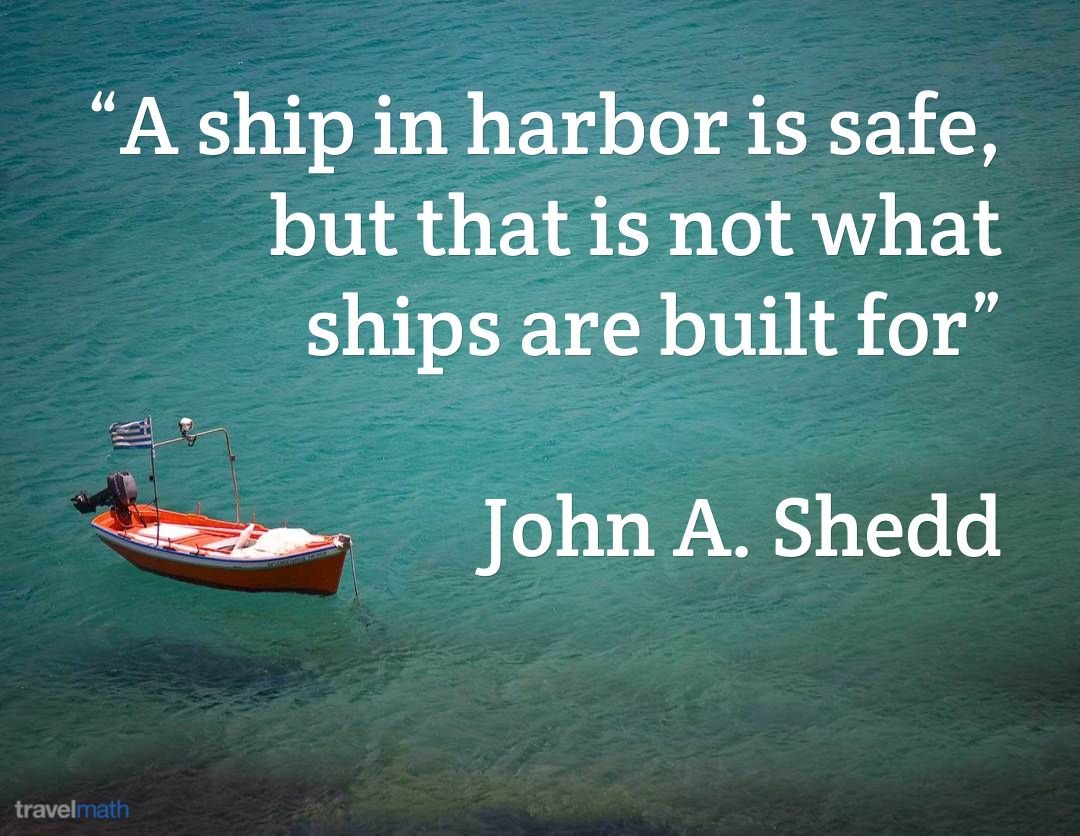 “A ship in harbor is safe,
but that is not what
ships are built for”
John A. Shedd
travelmath